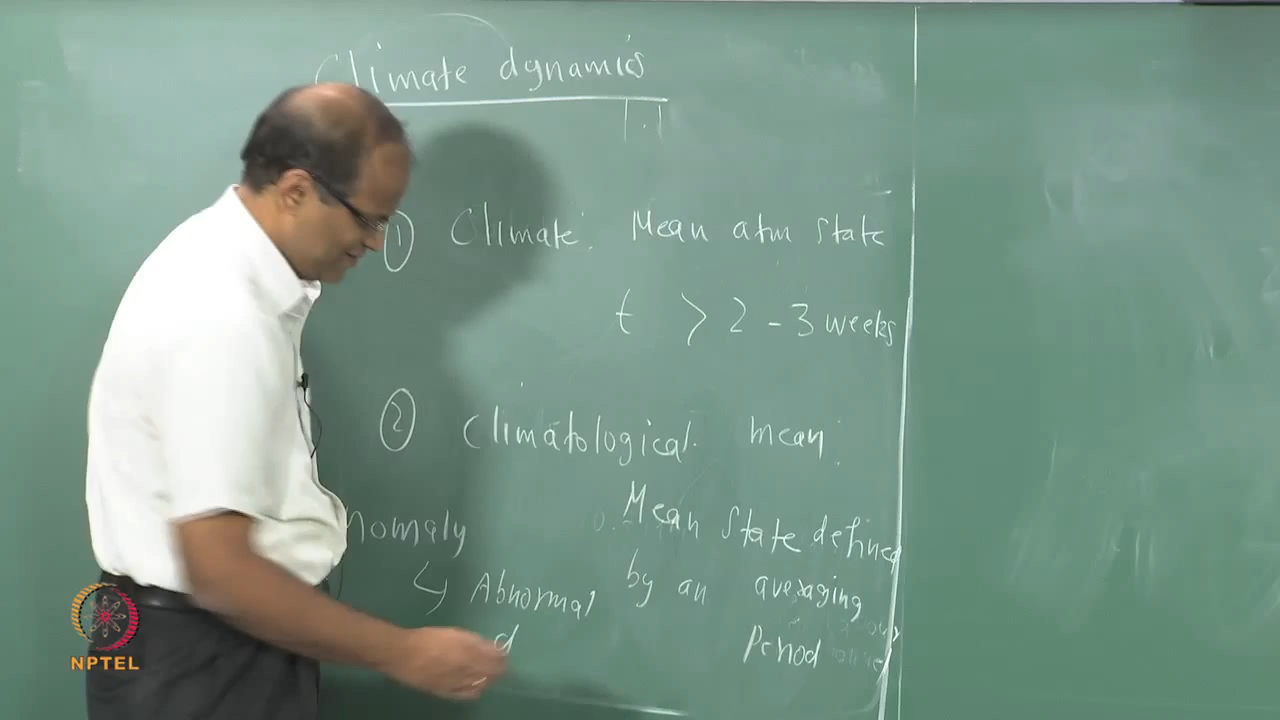 Climate dynamics
① Climate: Mean atm state
t > 2 - 3 weeks
② Climatological mean:
Mean state defined
by an averaging
Period
nomaly
↳ Abnormal
d
NPTEL